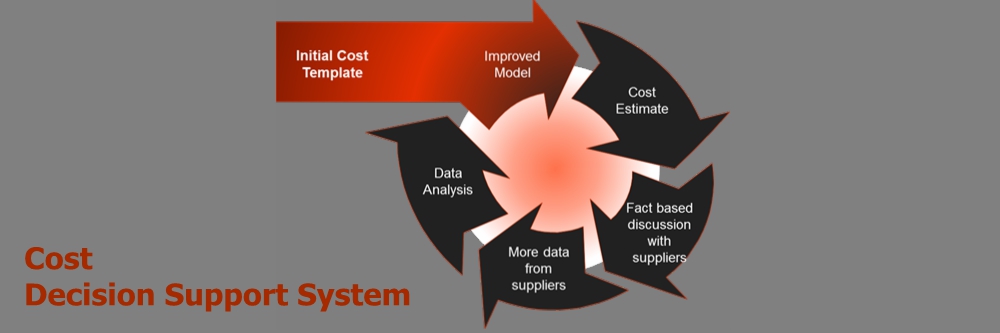 Initial Cost
Template
Improved
Model
Cost
Estimate
Fact based
discussion
with
suppliers
More data
from
suppliers
Data
Analysis
Cost
Decision Support System